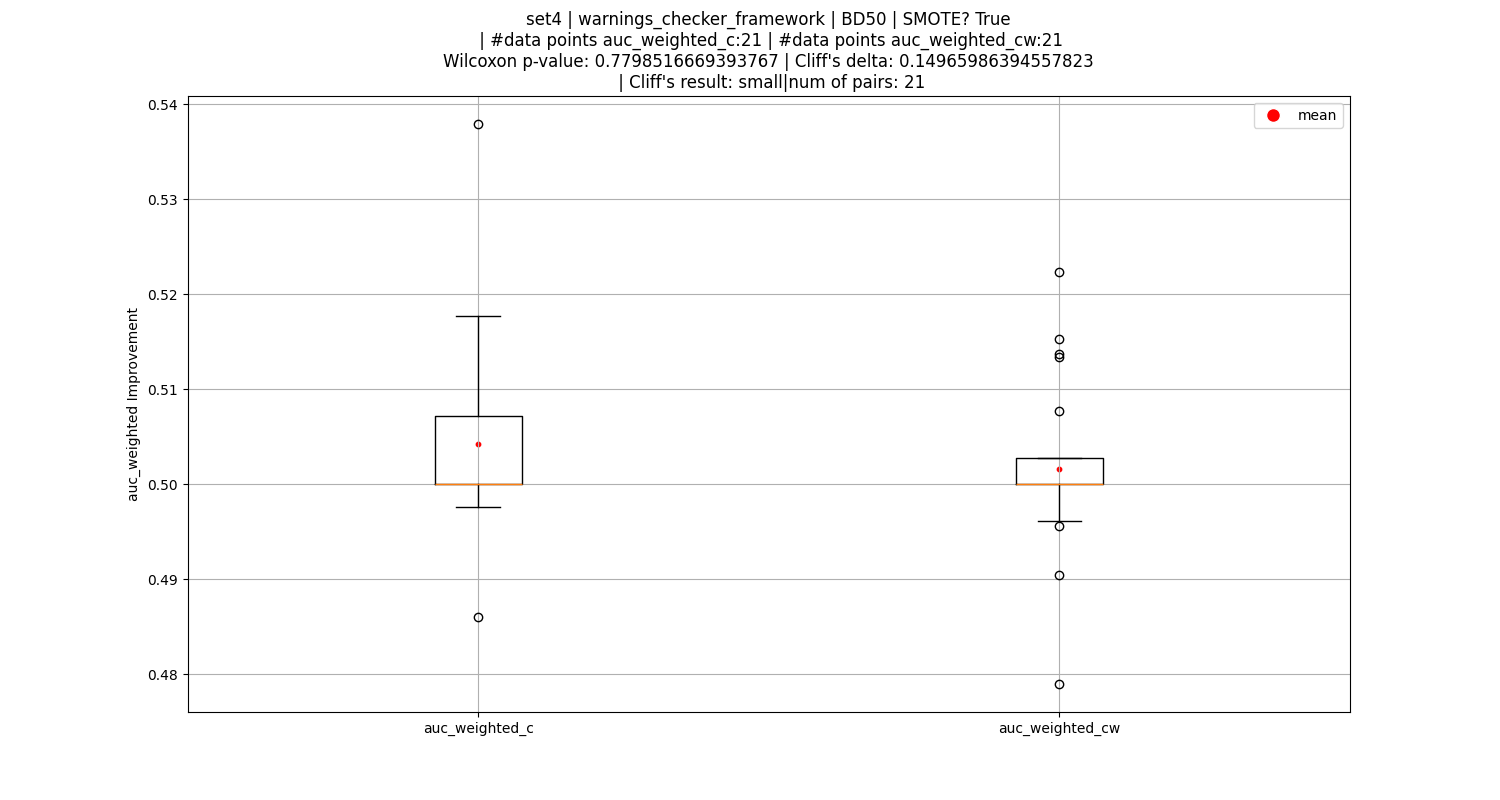 set4 | warnings_checker_framework | BD50 | SMOTE? True
| #data points auc_weighted_c:21 | #data points auc_weighted_cw:21
Wilcoxon p-value: 0.7798516669393767 | Cliff's delta: 0.14965986394557823
| Cliff's result: small|num of pairs: 21
mean
0.54
0.53
0.52
0.51
0.50
0.49
0.48
auc_weighted Improvement
auc_weighted_c
auc_weighted_cw